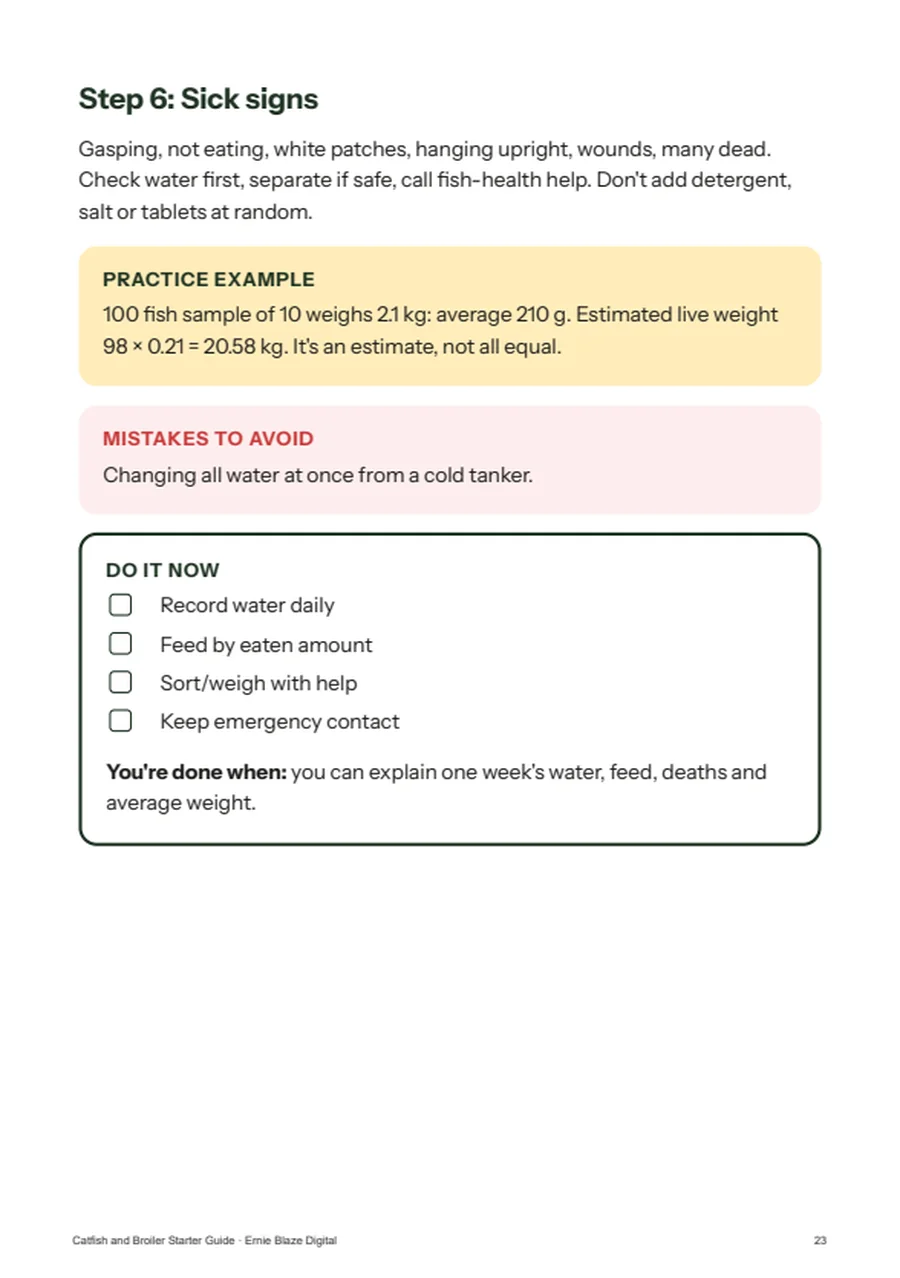 Step 6: Sick signs
Gasping, not eating, white patches, hanging upright, wounds, many dead.
Check water first, separate if safe, call fish-health help. Don't add detergent,
salt or tablets at random.
PRACTICE EXAMPLE
100 fish sample of 10 weighs 2.1 kg: average 210 g. Estimated live weight
98 × 0.21 = 20.58 kg. It's an estimate, not all equal.
MISTAKES TO AVOID
Changing all water at once from a cold tanker.
DO IT NOW
Record water daily
Feed by eaten amount
Sort/weigh with help
Keep emergency contact
You're done when: you can explain one week's water, feed, deaths and
average weight.
Catfish and Broiler Starter Guide · Ernie Blaze Digital
23